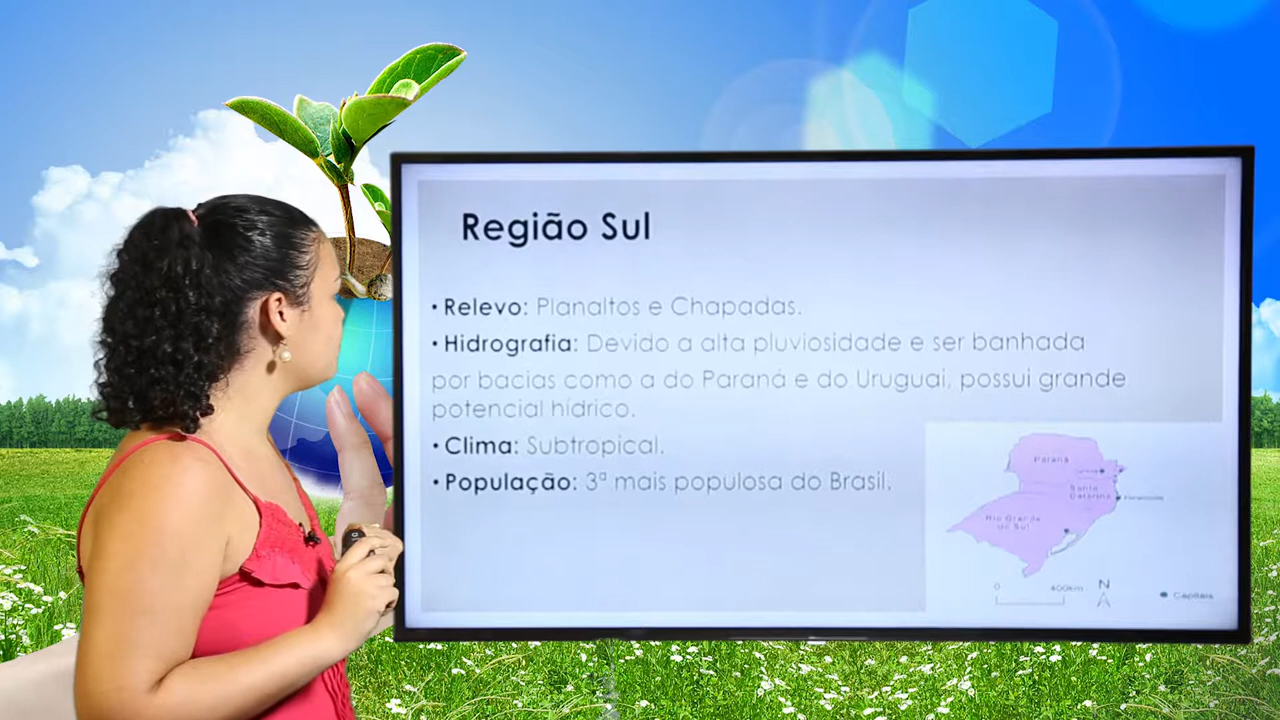 Região Sul
• Relevo: Planaltos e Chapadas.
• Hidrografia: Devido a alta pluviosidade e ser banhada
por bacias como a do Paraná e do Uruguai, possui grande
potencial hídrico.
• Clima: Subtropical.
• População: 3ª mais populosa do Brasil.
Paraná
Santa
Catarina
Rio Grande
do Sul
0 400km N
Capitais